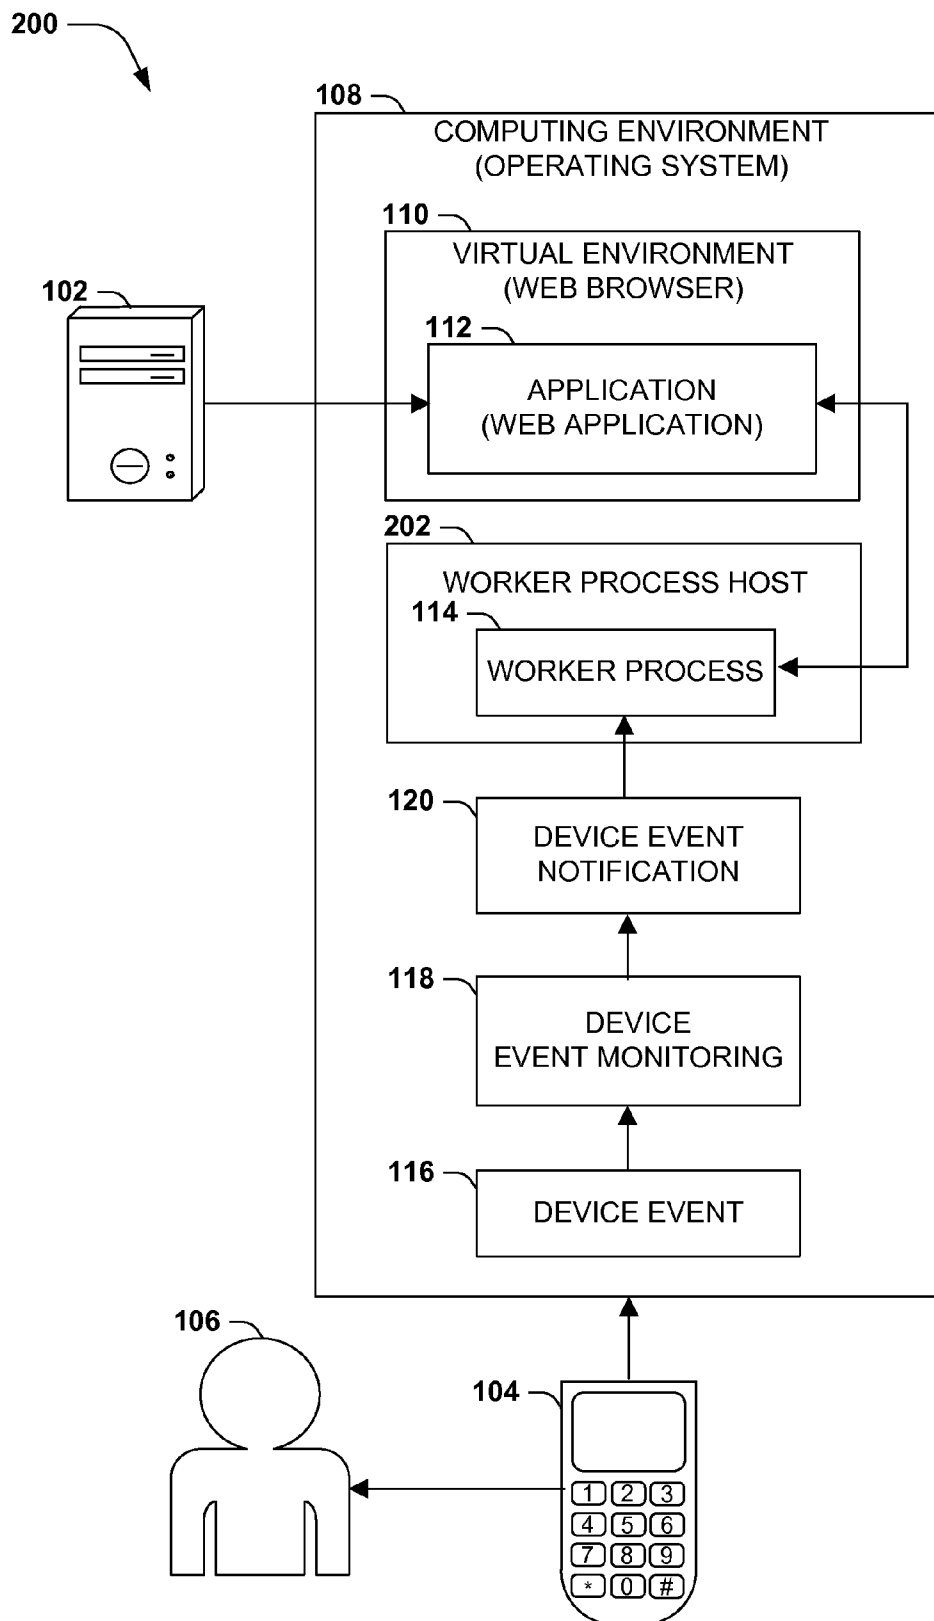 200
108
COMPUTING ENVIRONMENT
(OPERATING SYSTEM)
110
VIRTUAL ENVIRONMENT
(WEB BROWSER)
102
112
APPLICATION
(WEB APPLICATION)
202
WORKER PROCESS HOST
114
WORKER PROCESS
120
DEVICE EVENT
NOTIFICATION
118
DEVICE
EVENT MONITORING
116
DEVICE EVENT
106
104
1 2 3
4 5 6
7 8 9
* 0 #